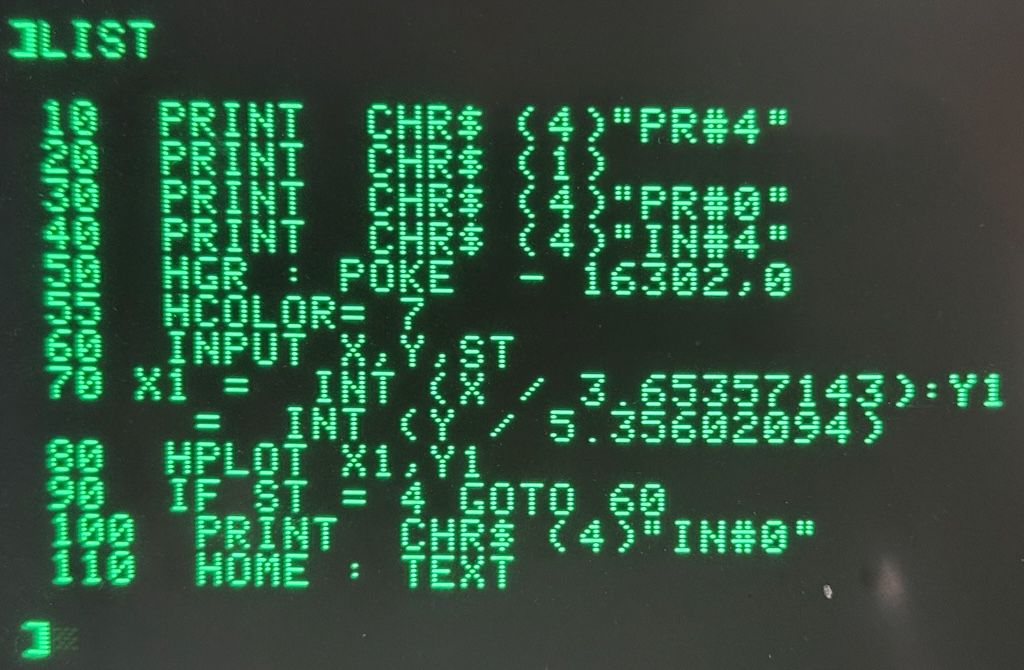 ]LIST
10 PRINT CHR$ (4)"PR#4"
20 PRINT CHR$ (1)
30 PRINT CHR$ (4)"PR#0"
40 PRINT CHR$ (4)"IN#4"
50 HGR : POKE - 16302,0
55 HCOLOR= 7
60 INPUT X,Y,ST
70 X1 = INT (X / 3.65357143):Y1
= INT (Y / 5.35602094)
80 HPLOT X1,Y1
90 IF ST = 4 GOTO 60
100 PRINT CHR$ (4)"IN#0"
110 HOME : TEXT
]